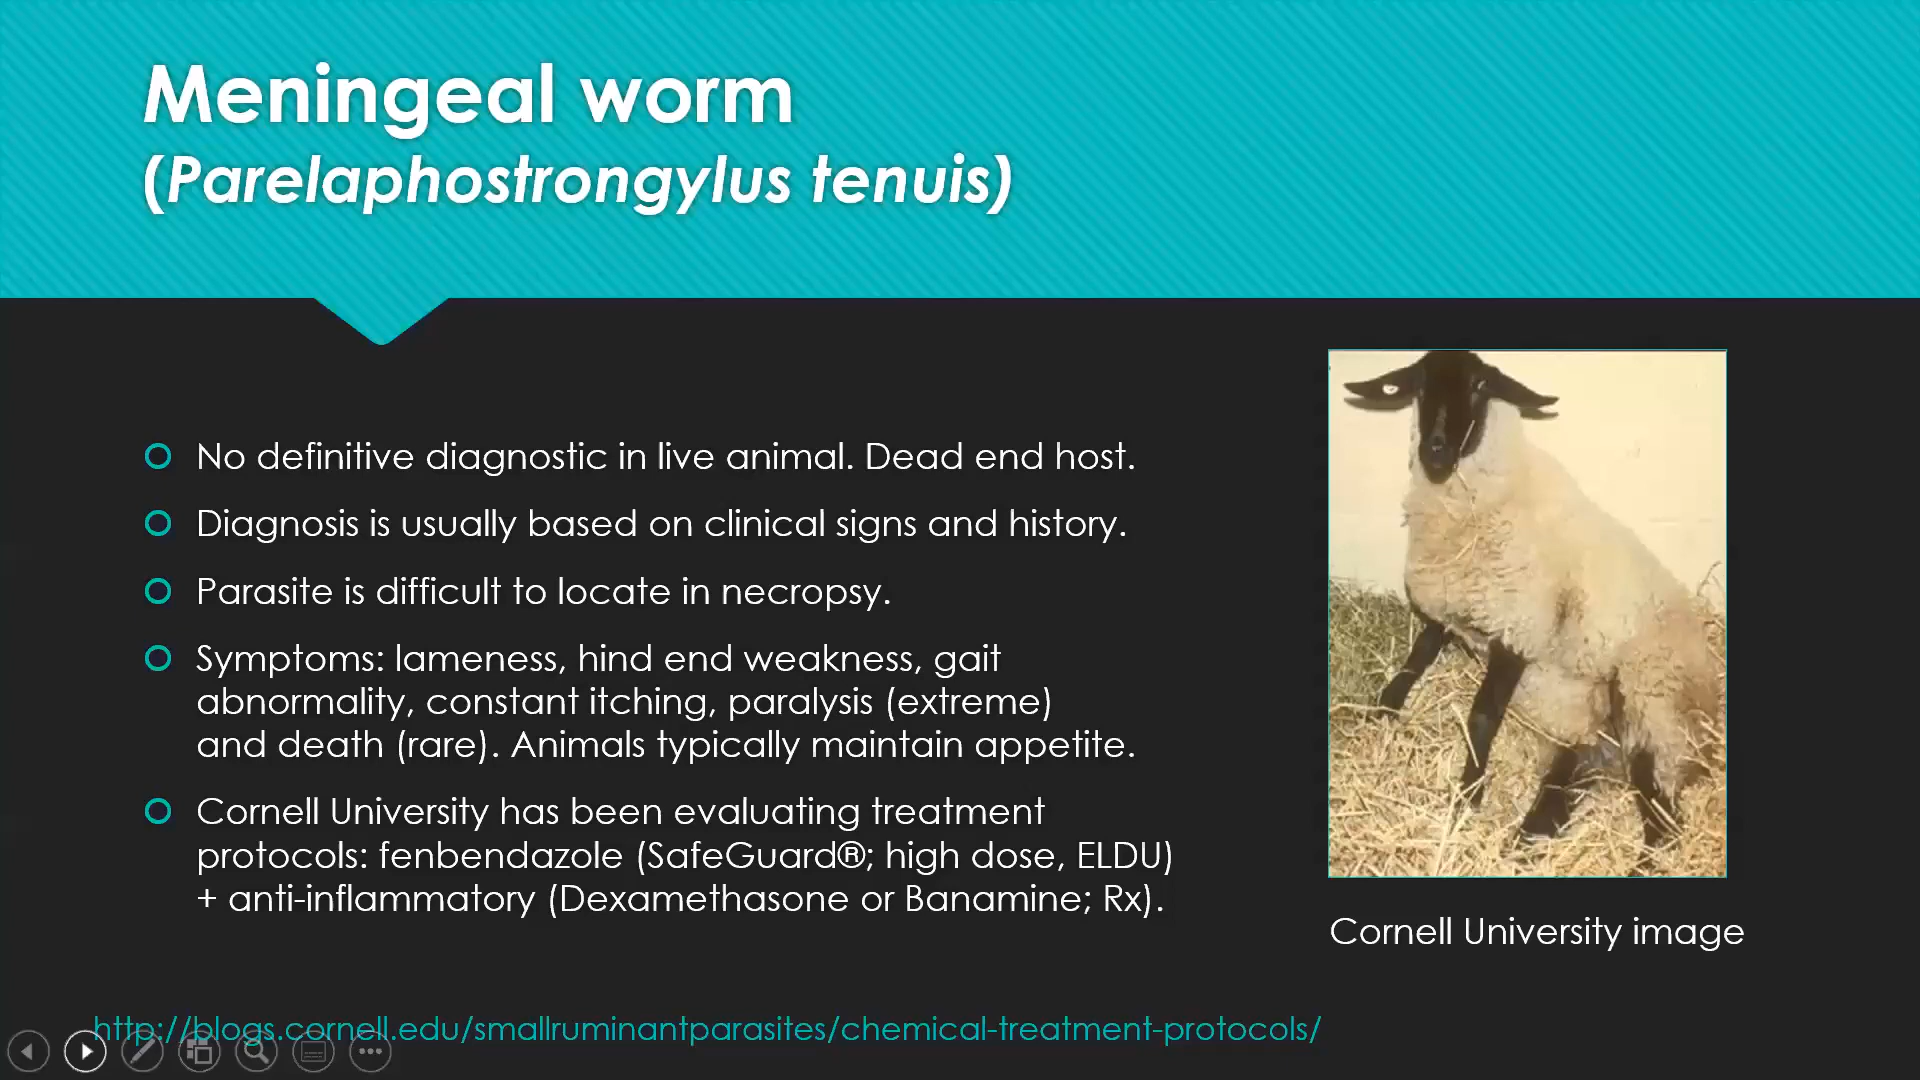 Meningeal worm
(Parelaphostrongylus tenuis)
No definitive diagnostic in live animal. Dead end host.
Diagnosis is usually based on clinical signs and history.
Parasite is difficult to locate in necropsy.
Symptoms: lameness, hind end weakness, gait
abnormality, constant itching, paralysis (extreme)
and death (rare). Animals typically maintain appetite.
Cornell University has been evaluating treatment
protocols: fenbendazole (SafeGuard®; high dose, ELDU)
+ anti-inflammatory (Dexamethasone or Banamine; Rx).
Cornell University image
http://blogs.cornell.edu/smallruminantparasites/chemical-treatment-protocols/